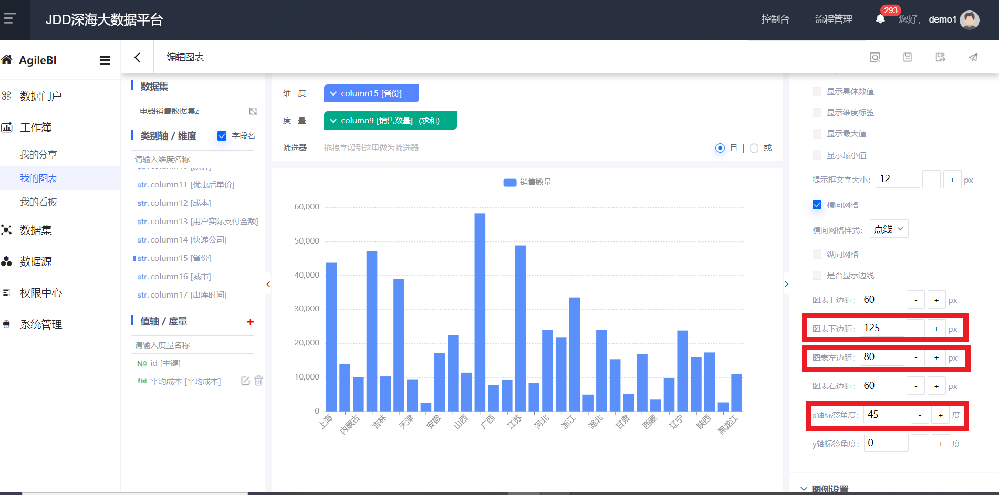 JDD深海大数据平台
控制台
流程管理
293
您好，
demo1
AgileBI
编辑图表
数据门户
工作簿
我的分享
我的图表
我的看板
数据集
数据源
权限中心
系统管理
数据集
电器销售数据集z
类别轴 / 维度
字段名
请输入维度名称
str. column11 [优惠后单价]
str. column12 [成本]
str. column13 [用户实际支付金额]
str. column14 [快递公司]
str. column15 [省份]
str. column16 [城市]
str. column17 [出库时间]
值轴 / 度量
+
请输入度量名称
№ id [主键]
f(x) 平均成本 [平均成本]
维 度
column15 [省份]
度 量
column9 [销售数量] (求和)
筛选器
拖拽字段到这里做为筛选器
且 | 或
销售数量
60,000
50,000
40,000
30,000
20,000
10,000
0
上海
内蒙古
吉林
天津
安徽
山西
广西
江苏
河北
浙江
湖北
甘肃
西藏
辽宁
陕西
黑龙江
显示具体数值
显示维度标签
显示最大值
显示最小值
提示框文字大小: 12 - + px
横向网格
横向网格样式: 点线
纵向网格
是否显示边线
图表上边距: 60 - + px
图表下边距: 125 - + px
图表左边距: 80 - + px
图表右边距: 60 - + px
x轴标签角度: 45 - + 度
y轴标签角度: 0 - + 度
图例设置